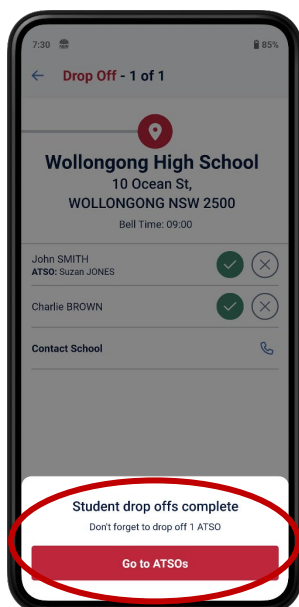 7:30
85%
Drop Off - 1 of 1
Wollongong High School
10 Ocean St,
WOLLONGONG NSW 2500
Bell Time: 09:00
John SMITH
ATSO: Suzan JONES
Charlie BROWN
Contact School
Student drop offs complete
Don't forget to drop off 1 ATSO
Go to ATSOs